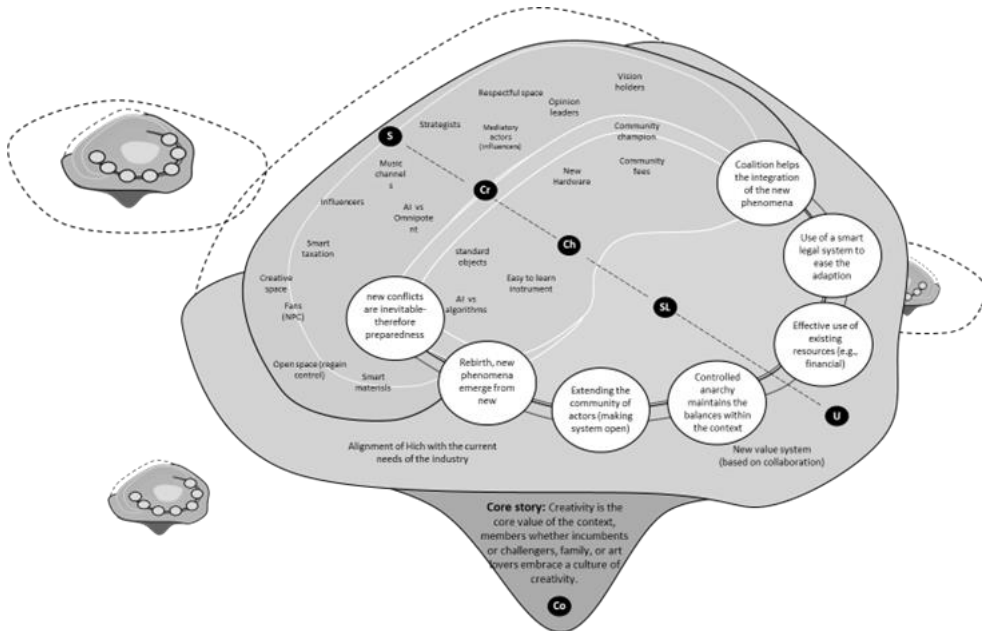 Vision
holders
Respectful space
Opinion
leaders
Strategists
Mediatory
actors
(influencers)
Community
champion
S
Music
channel
s
New
Hardware
Community
fees
Coalition helps
the integration
of the new
phenomena
Cr
Influencers
AI vs
Omnipote
nt
Smart
taxation
standard
objects
Ch
Use of a smart
legal system to
ease the
adaption
Creative
space
Easy to learn
instrument
Fans
(NPC)
AI vs
algorithms
new conflicts
are inevitable-
therefore
preparedness
SL
Effective use of
existing
resources (e.g.,
financial)
Open space (regain
control)
Smart
materisls
Rebirth, new
phenomena
emerge from
new
Extending the
community of
actors (making
system open)
Controlled
anarchy
maintains the
balances within
the context
U
Alignment of Hich with the current
needs of the industry
New value system
(based on collaboration)
Core story: Creativity is the
core value of the context,
members whether incumbents
or challengers, family, or art
lovers embrace a culture of
creativity.
Co